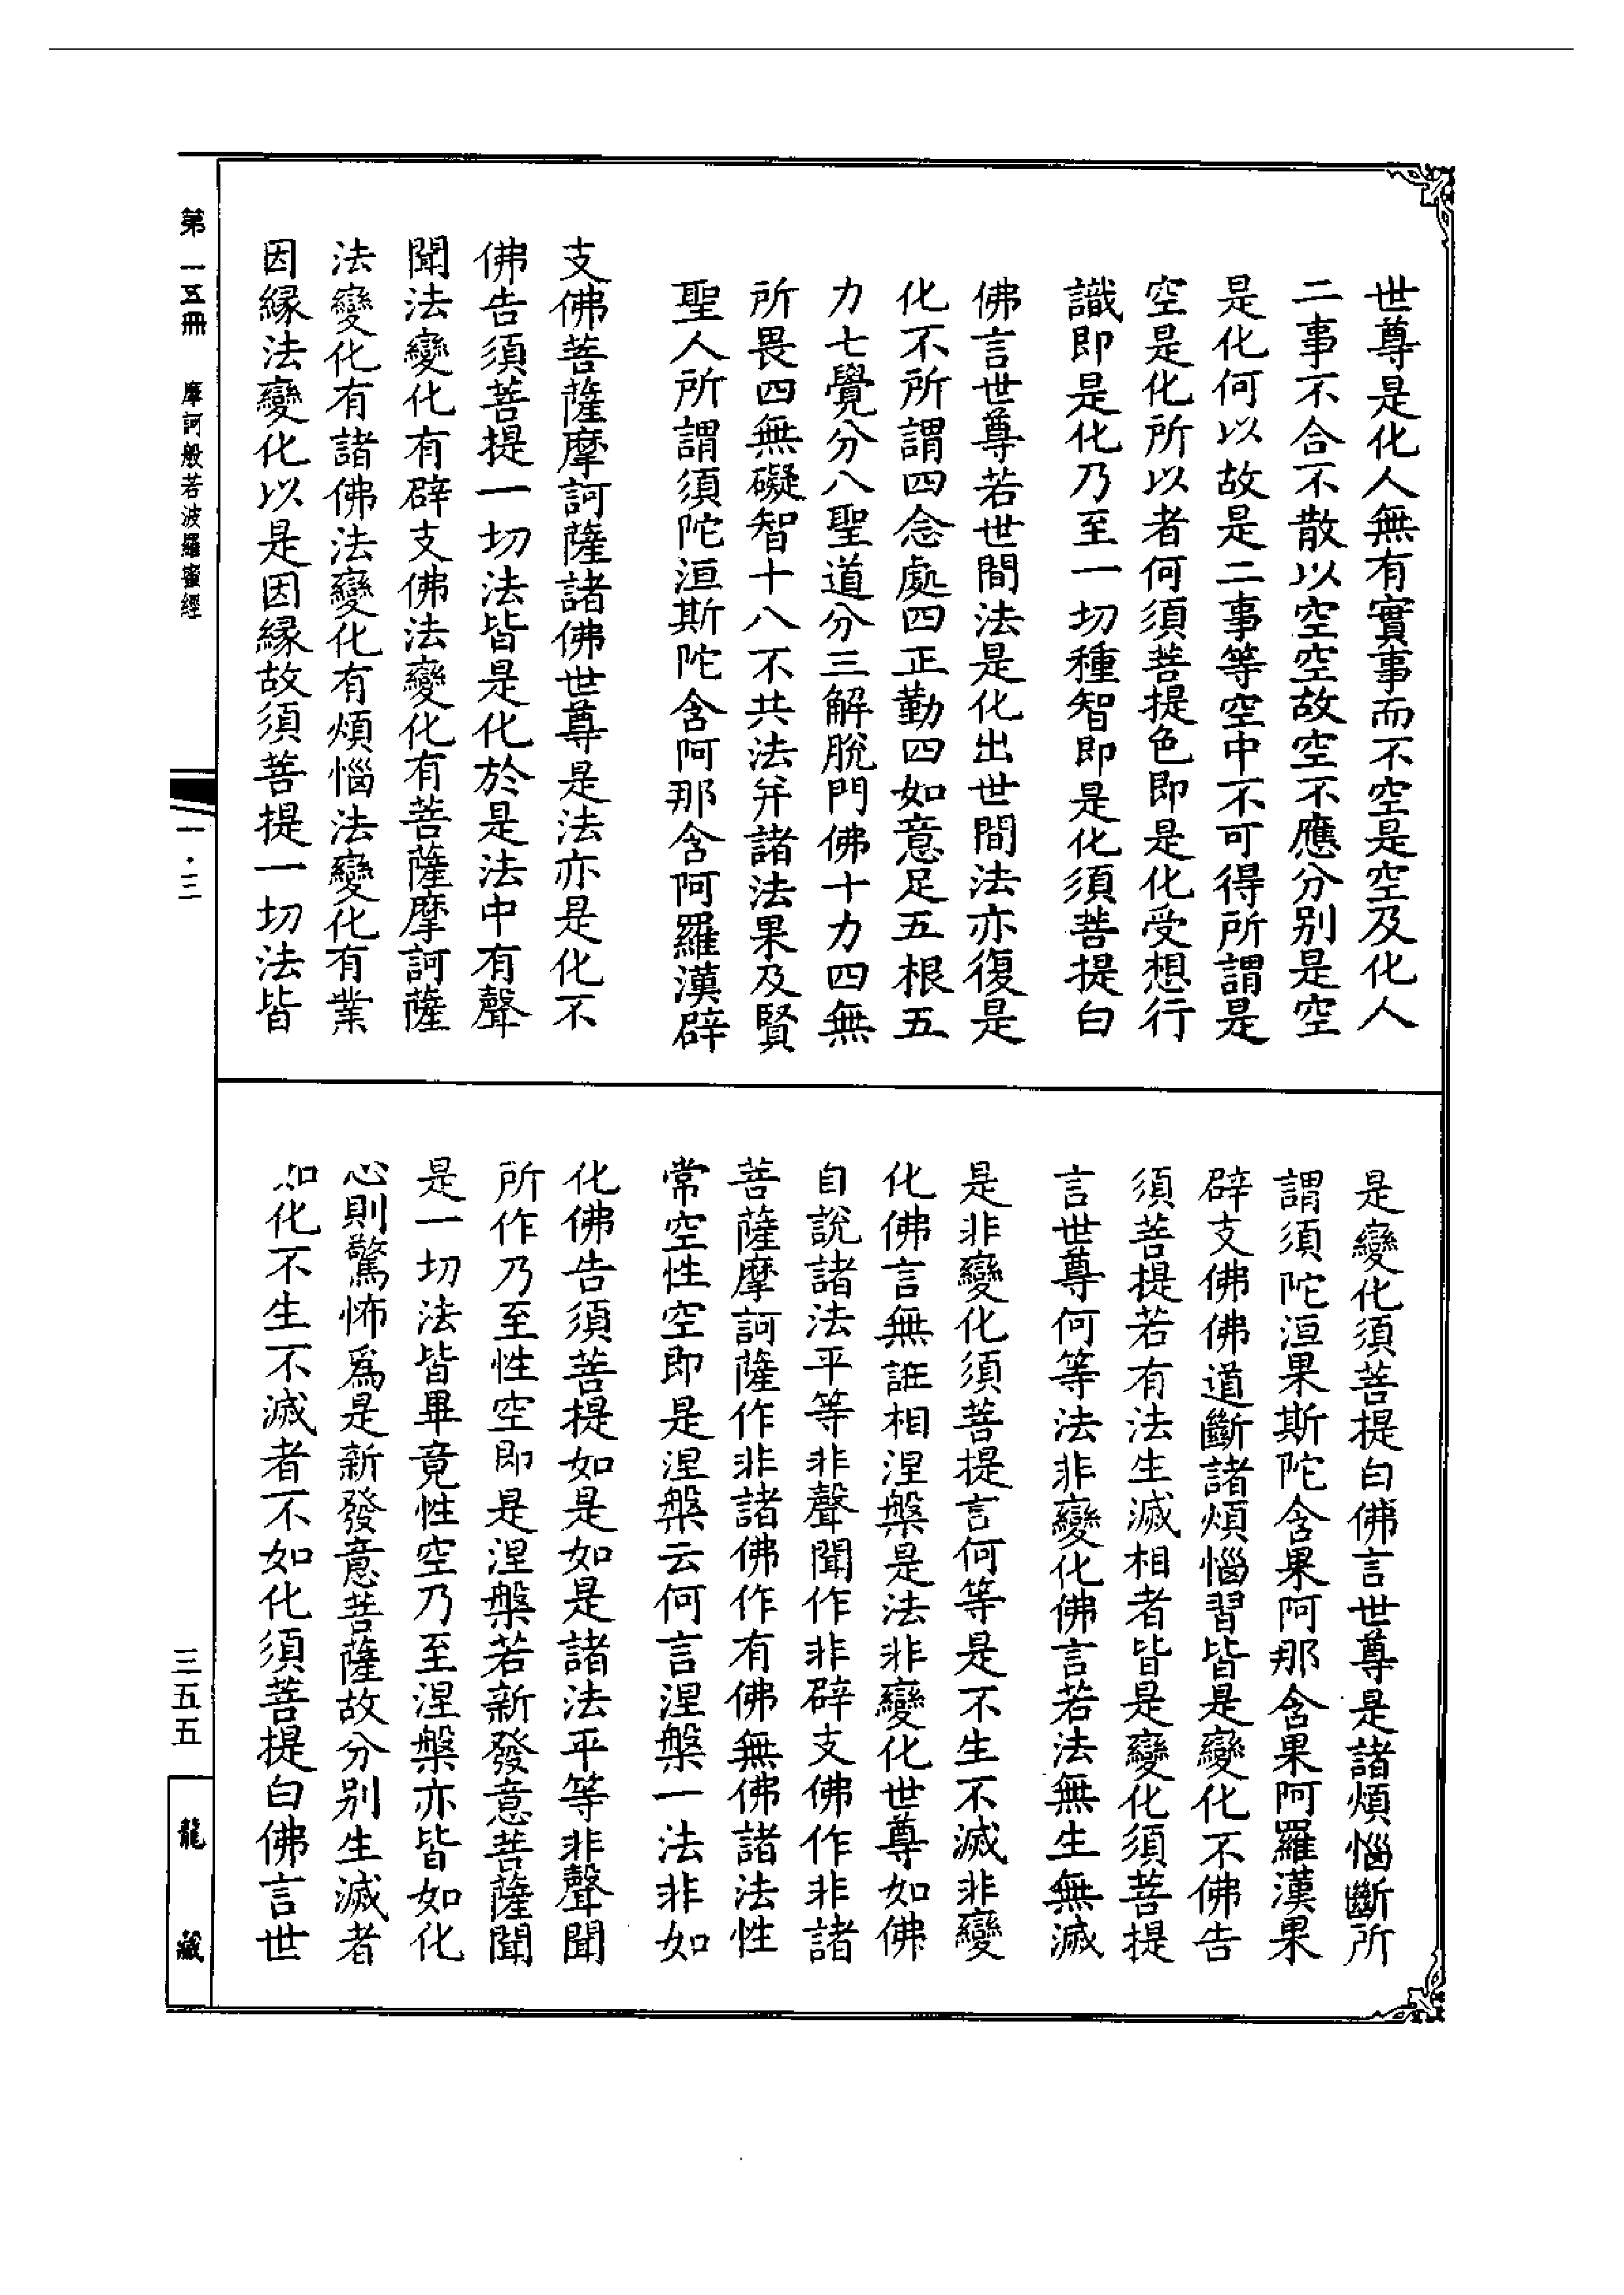 世尊是化人無有實事而不空是空及化人
二事不合不散以空空故空不應分别是空
是化何以故是二事等空中不可得所謂是
空是化所以者何須菩提色即是化受想行
識即是化乃至一切種智即是化須菩提白
佛言世尊若世間法是化出世間法亦復是
化不所謂四念處四正勤四如意足五根五
力七覺分八聖道分三解脫門佛十力四無
所畏四無礙智十八不共法并諸法果及賢
聖人所謂須陀洹斯陀含阿那含阿羅漢辟
支佛菩薩摩訶薩諸佛世尊是法亦是化不
佛告須菩提一切法皆是化於是法中有聲
聞法變化有辟支佛法變化有菩薩摩訶薩
法變化有諸佛法變化有煩惱法變化有業
因緣法變化以是因緣故須菩提一切法皆
是變化須菩提白佛言世尊是諸煩惱斷所
謂須陀洹果斯陀含果阿那含果阿羅漢果
辟支佛佛道斷諸煩惱習皆是變化不佛告
須菩提若有法生滅相者皆是變化須菩提
言世尊何等法非變化佛言若法無生無滅
是非變化須菩提言何等是不生不滅非變
化佛言無誑相涅槃是法非變化世尊如佛
自說諸法平等非聲聞作非辟支佛作非諸
菩薩摩訶薩作非諸佛作有佛無佛諸法性
常空性空即是涅槃云何言涅槃一法非如
化佛告須菩提如是如是諸法平等非聲聞
所作乃至性空即是涅槃若新發意菩薩聞
是一切法皆畢竟性空乃至涅槃亦皆如化
心則驚怖爲是新發意菩薩故分别生滅者
如化不生不滅者不如化須菩提白佛言世
第一五冊 摩訶般若波羅蜜經
一·三
三五五
龍藏